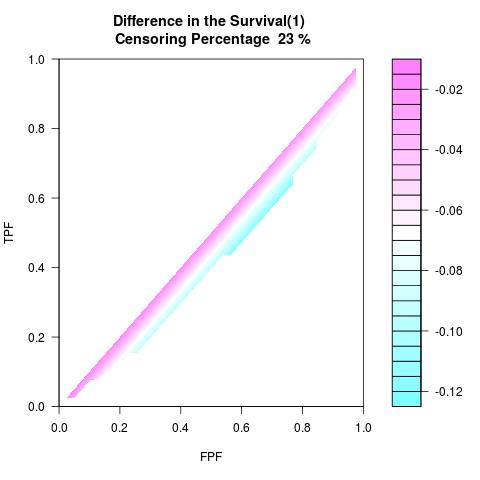 Difference in the Survival(1)
Censoring Percentage 23 %
TPF
1.0
0.8
0.6
0.4
0.2
0.0
0.0 0.2 0.4 0.6 0.8 1.0
FPF
-0.02
-0.04
-0.06
-0.08
-0.10
-0.12